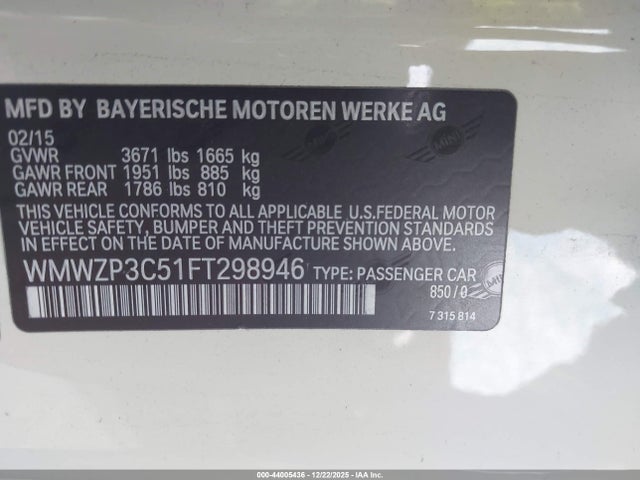 MFD BY BAYERISCHE MOTOREN WERKE AG
02/15
GVWR 3671 lbs 1665 kg
GAWR FRONT 1951 lbs 885 kg
GAWR REAR 1786 lbs 810 kg
THIS VEHICLE CONFORMS TO ALL APPLICABLE U.S.FEDERAL MOTOR
VEHICLE SAFETY, BUMPER AND THEFT PREVENTION
STANDARDS IN EFFECT ON THE DATE OF MANUFACTURE SHOWN ABOVE.
WMWZP3C51FT298946 TYPE: PASSENGER CAR
850/0
7 315 814
MINI
MINI
000-44005436 - 12/22/2025 - IAA Inc.